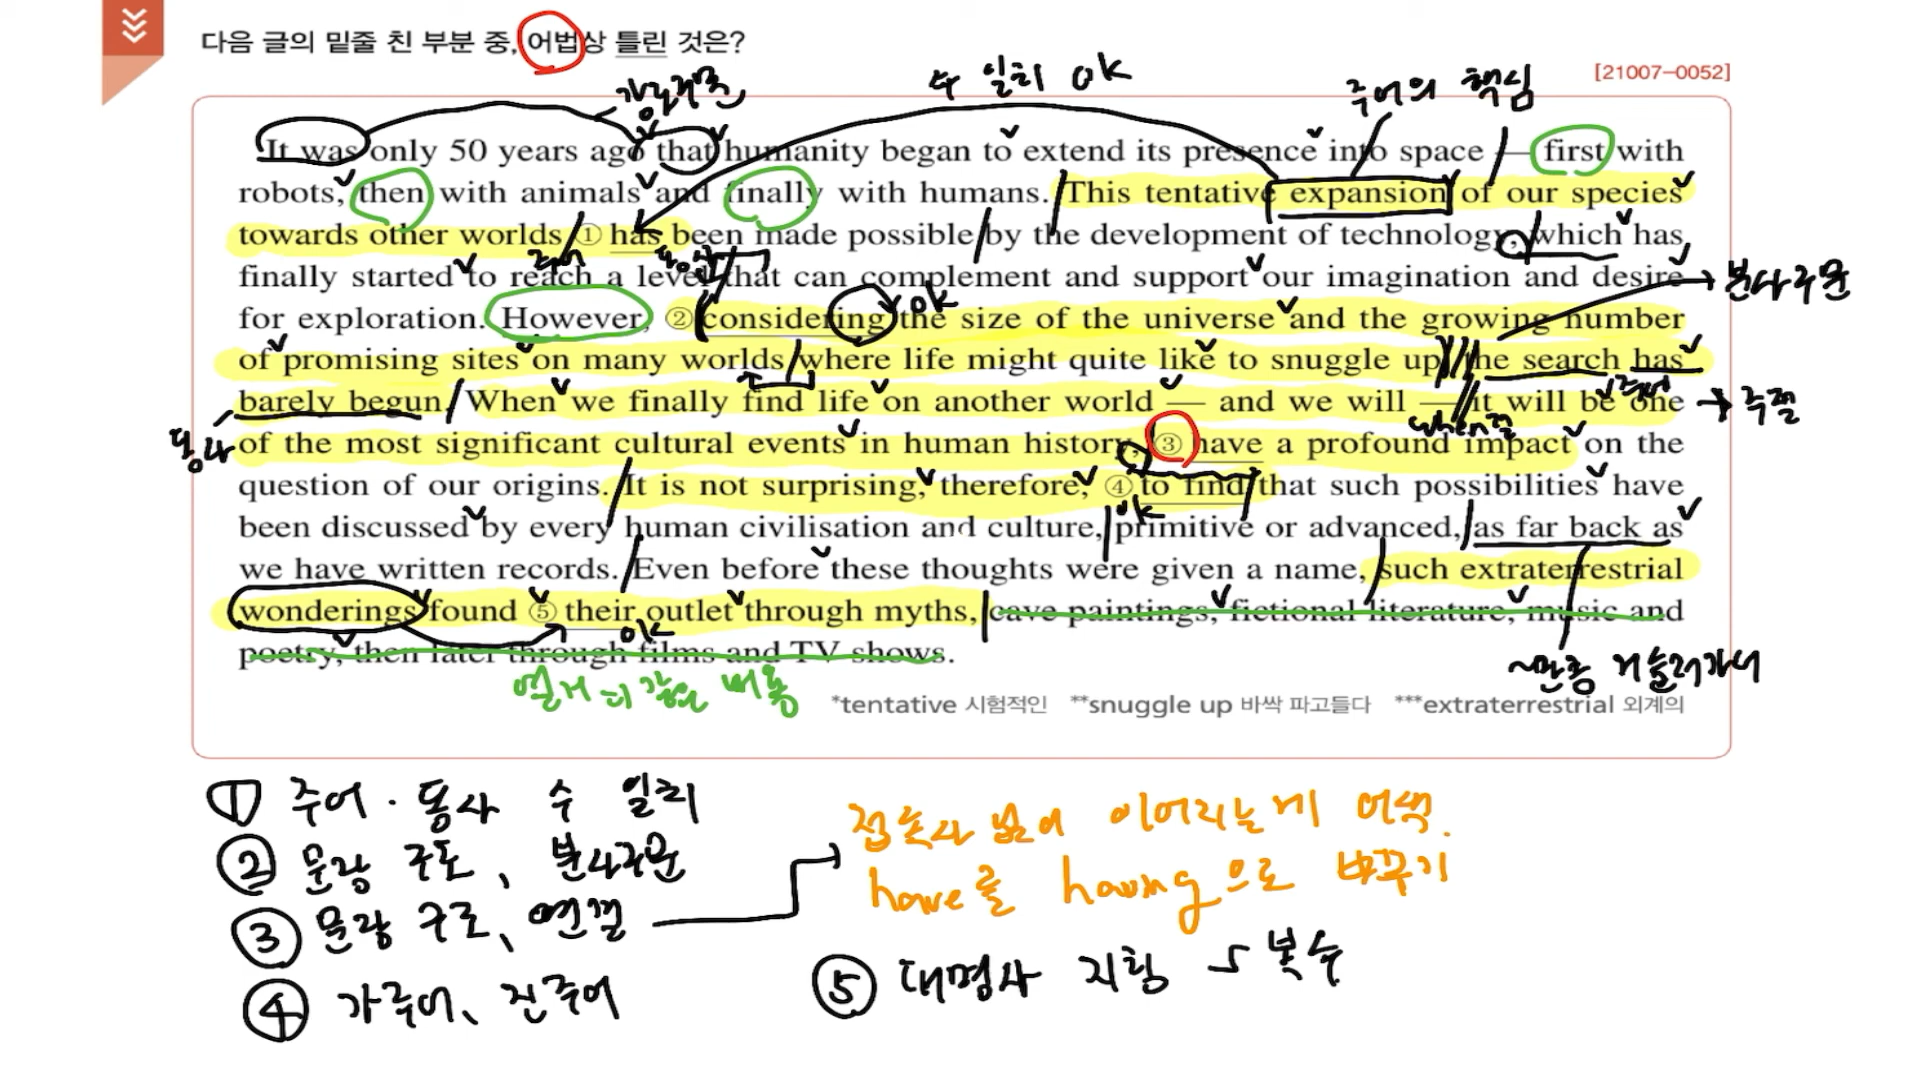 다음 글의 밑줄 친 부분 중, 어법상 틀린 것은?
[21007-0052]
강조구문
수 일치 ok
주어의 핵심
It was only 50 years ago that humanity began to extend its presence into space — first with
robots, then with animals and finally with humans. This tentative expansion of our species
towards other worlds ① has been made possible by the development of technology, which has
finally started to reach a level that can complement and support our imagination and desire
for exploration. However, ② considering the size of the universe and the growing number
of promising sites on many worlds where life might quite like to snuggle up, the search has
barely begun. When we finally find life on another world — and we will — it will be one
of the most significant cultural events in human history, ③ have a profound impact on the
question of our origins. It is not surprising, therefore, ④ to find that such possibilities have
been discussed by every human civilisation and culture, primitive or advanced, as far back as
we have written records. Even before these thoughts were given a name, such extraterrestrial
wonderings found ⑤ their outlet through myths, cave paintings, fictional literature, music and
poetry, then later through films and TV shows.
주어
동사
ok
분사구문
주어
동사
when절
주절
ok
ok
~만큼 거슬러가서
*tentative 시험적인 **snuggle up 바싹 파고들다 ***extraterrestrial 외계의
① 주어·동사 수 일치
② 문장 구조, 분사구문
③ 문장 구조, 연결
접속사 없이 이어지는게 어색.
have를 having으로 바꾸기
④ 가주어, 진주어
⑤ 대명사 지칭 복수